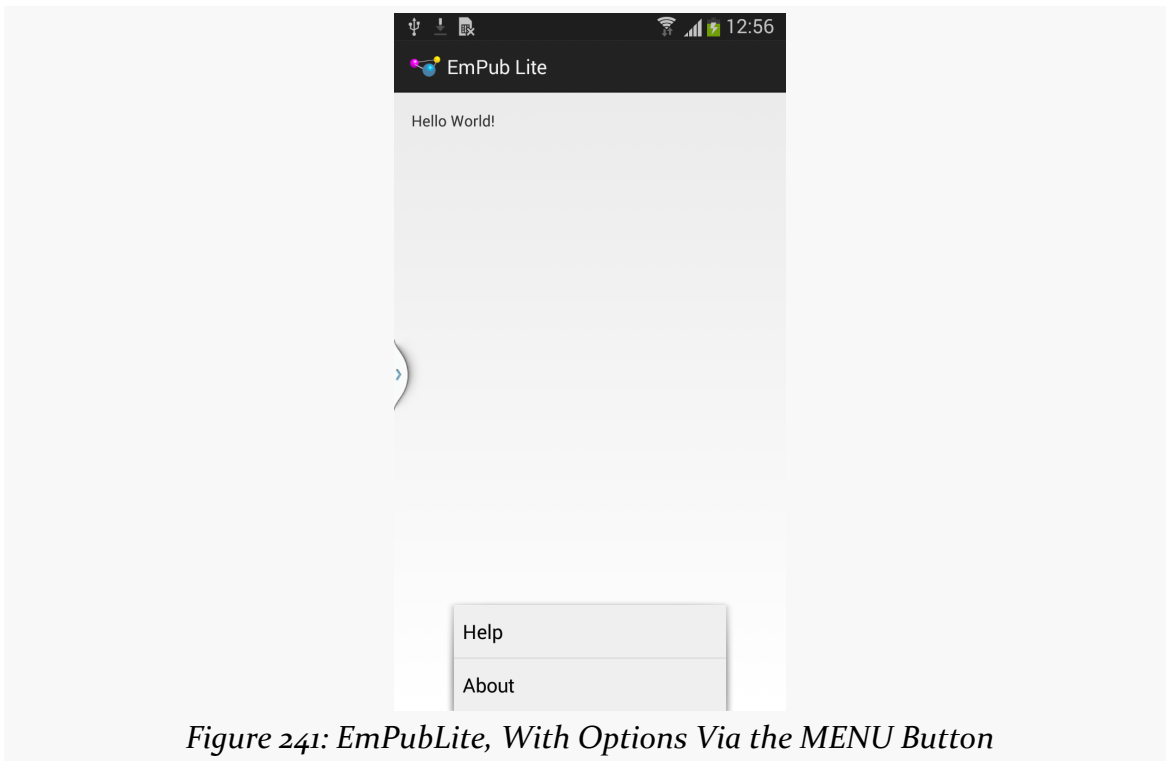 12:56
EmPub Lite
Hello World!
Help
About
Figure 241: EmPubLite, With Options Via the MENU Button